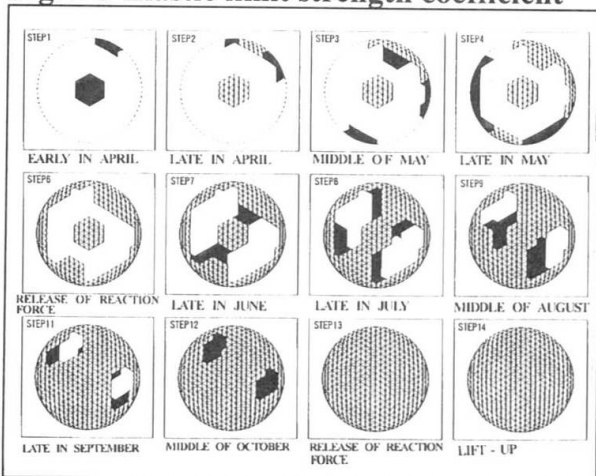 STEP1 STEP2 STEP3 STEP4
EARLY IN APRIL LATE IN APRIL MIDDLE OF MAY LATE IN MAY
STEP6 STEP7 STEP8 STEP9
RELEASE OF REACTION FORCE LATE IN JUNE LATE IN JULY MIDDLE OF AUGUST
STEP11 STEP12 STEP13 STEP14
LATE IN SEPTEMBER MIDDLE OF OCTOBER RELEASE OF REACTION FORCE LIFT - UP